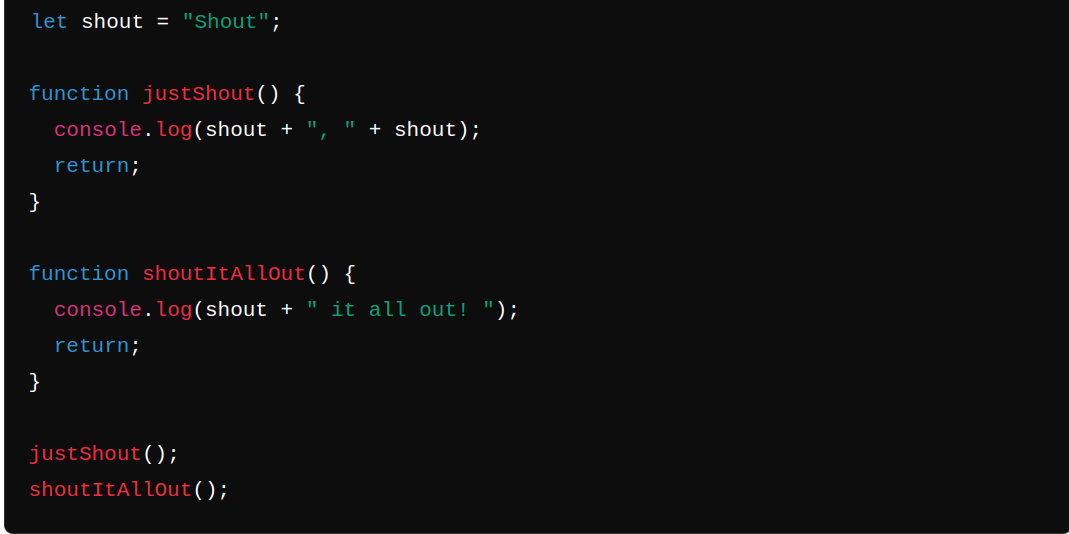 let shout = "Shout";
function justShout() {
console.log(shout + ", " + shout);
return;
}
function shoutItAllOut() {
console.log(shout + " it all out! ");
return;
}
justShout();
shoutItAllOut();